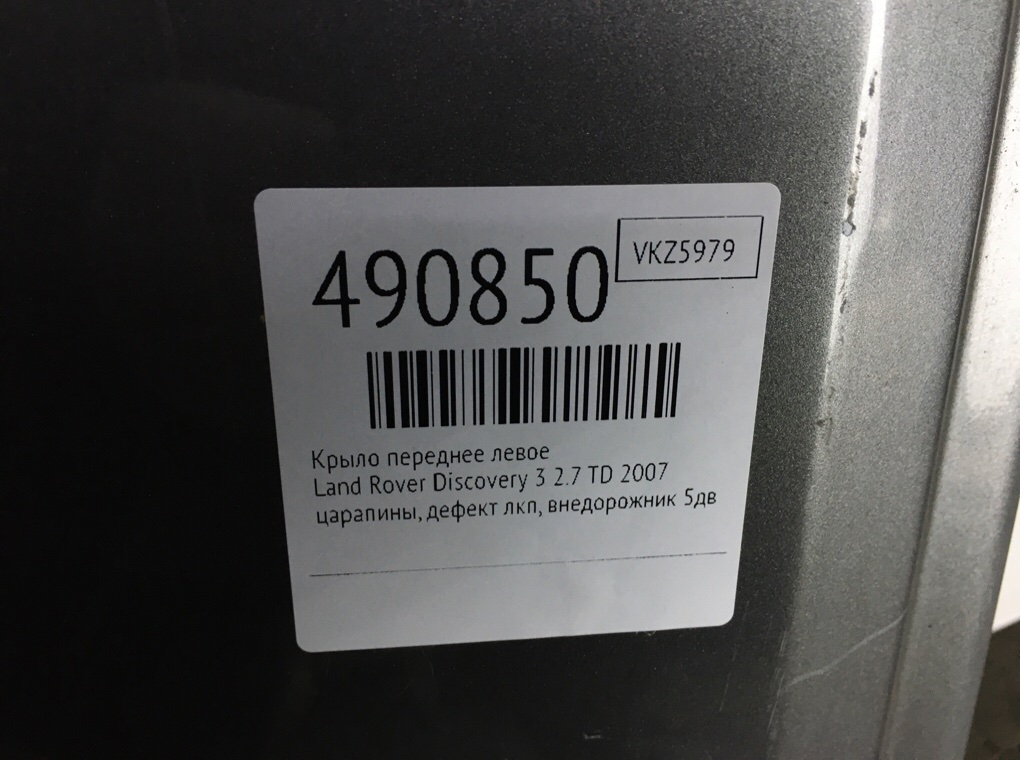 490850
VKZ5979
Крыло переднее левое
Land Rover Discovery 3 2.7 TD 2007
царапины, дефект лкп, внедорожник 5дв